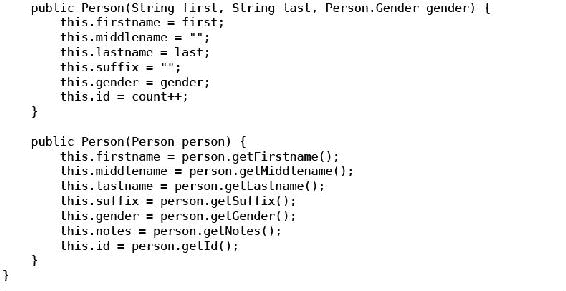 public Person(String first, String last, Person.Gender gender) {
        this.firstname = first;
        this.middlename = "";
        this.lastname = last;
        this.suffix = "";
        this.gender = gender;
        this.id = count++;
    }

    public Person(Person person) {
        this.firstname = person.getFirstname();
        this.middlename = person.getMiddlename();
        this.lastname = person.getLastname();
        this.suffix = person.getSuffix();
        this.gender = person.getGender();
        this.notes = person.getNotes();
        this.id = person.getId();
    }
}